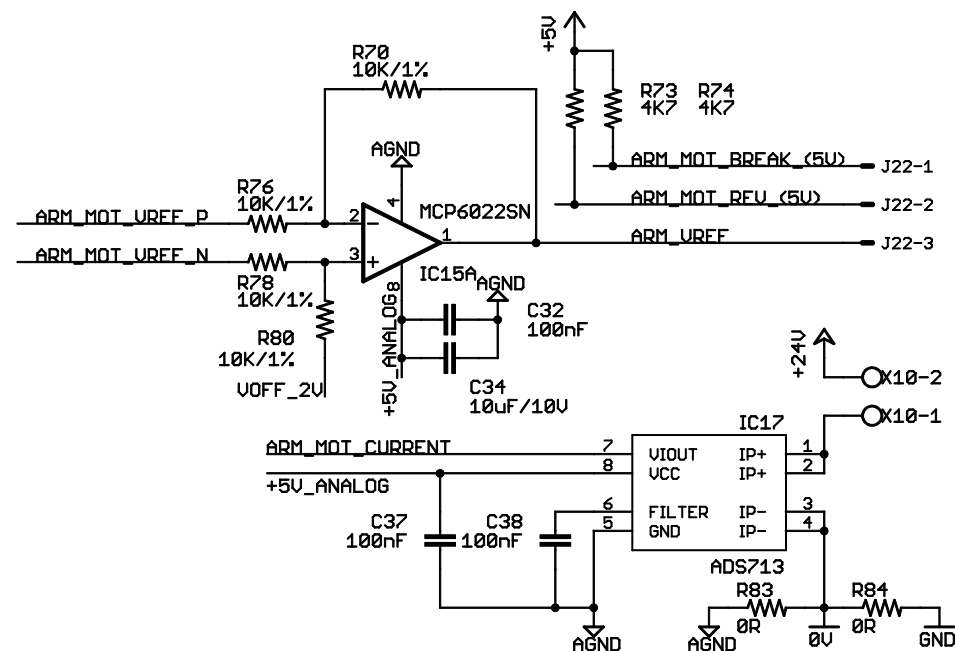 R70
10K/1%
+5V
R73 R74
4K7 4K7
AGND
ARM_MOT_BREAK_(5V)
J22-1
R76
10K/1%
4
MCP6022SN
ARM_MOT_REV_(5V)
J22-2
ARM_MOT_VREF_P
2
-
1
ARM_VREF
J22-3
ARM_MOT_VREF_N
3
+
R78
10K/1%
8
IC15A
AGND
R80
10K/1%
C32
100nF
+5V_ANALOG
VOFF_2V
C34
10uF/10V
+24V
X10-2
X10-1
IC17
ARM_MOT_CURRENT
7
VIOUT
IP+
1
8
VCC
IP+
2
+5V_ANALOG
6
FILTER
IP-
3
5
GND
IP-
4
C37
100nF
C38
100nF
ADS713
R83
0R
R84
0R
AGND
AGND
0V
GND